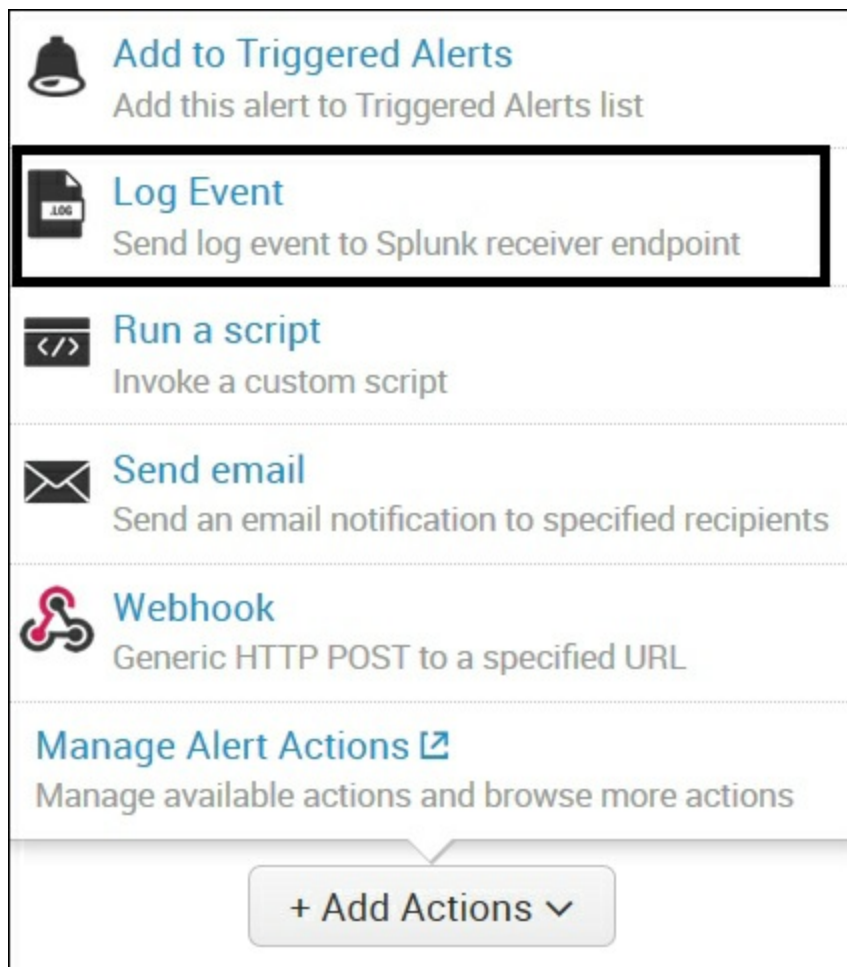 Add to Triggered Alerts
Add this alert to Triggered Alerts list
.LOG
Log Event
Send log event to Splunk receiver endpoint
</>
Run a script
Invoke a custom script
Send email
Send an email notification to specified recipients
Webhook
Generic HTTP POST to a specified URL
Manage Alert Actions
Manage available actions and browse more actions
+ Add Actions